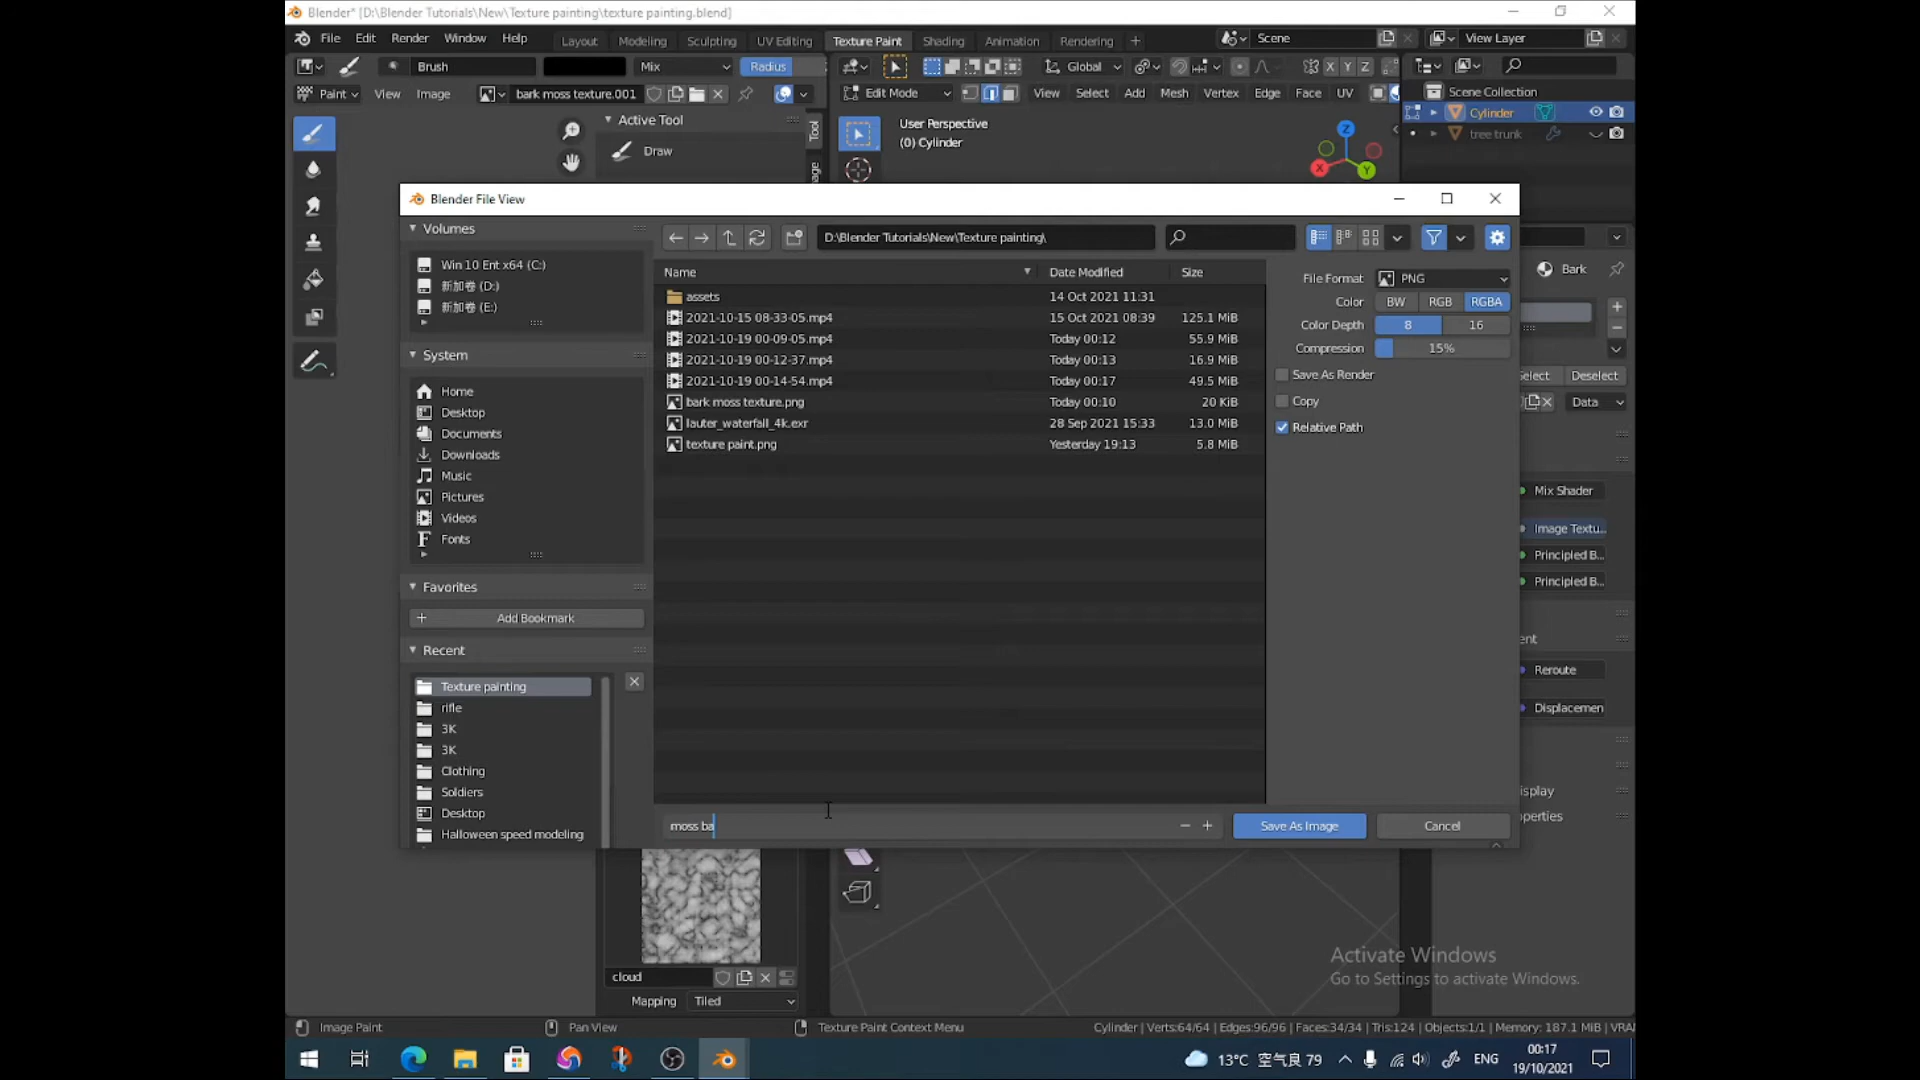 Blender* [D:\Blender Tutorials\New\Texture painting\texture painting.blend]
File Edit Render Window Help Layout Modeling Sculpting UV Editing Texture Paint Shading Animation Rendering + Scene View Layer
Brush Mix Radius Global X Y Z
Paint View Image bark moss texture.001 Edit Mode View Select Add Mesh Vertex Edge Face UV Scene Collection
Active Tool User Perspective Cylinder
Tool (0) Cylinder tree trunk
Draw
Z X Y
Blender File View
Volumes
D:\Blender Tutorials\New\Texture painting\
Win 10 Ent x64 (C:)
新加卷 (D:)
新加卷 (E:)
System
Home
Desktop
Documents
Downloads
Music
Pictures
Videos
Fonts
Favorites
Add Bookmark
Recent
Texture painting
rifle
3K
3K
Clothing
Soldiers
Desktop
Halloween speed modeling
Name Date Modified Size
assets 14 Oct 2021 11:31
2021-10-15 08-33-05.mp4 15 Oct 2021 08:39 125.1 MiB
2021-10-19 00-09-05.mp4 Today 00:12 55.9 MiB
2021-10-19 00-12-37.mp4 Today 00:13 16.9 MiB
2021-10-19 00-14-54.mp4 Today 00:17 49.5 MiB
bark moss texture.png Today 00:10 20 KiB
lauter_waterfall_4k.exr 28 Sep 2021 15:33 13.0 MiB
texture paint.png Yesterday 19:13 5.8 MiB
File Format PNG
Color BW RGB RGBA
Color Depth 8 16
Compression 15%
Save As Render
Copy
Relative Path
moss ba Save As Image Cancel
Bark
Select Deselect
Data
Mix Shader
Image Textu...
Principled B...
Principled B...
Reroute
Displacemen
cloud
Mapping Tiled
Activate Windows
Go to Settings to activate Windows.
Image Paint Pan View Texture Paint Context Menu Cylinder | Verts:64/64 | Edges:96/96 | Faces:34/34 | Tris:124 | Objects:1/1 | Memory: 187.1 MiB | VRA
13°C 空气良 79 ENG 00:17
19/10/2021